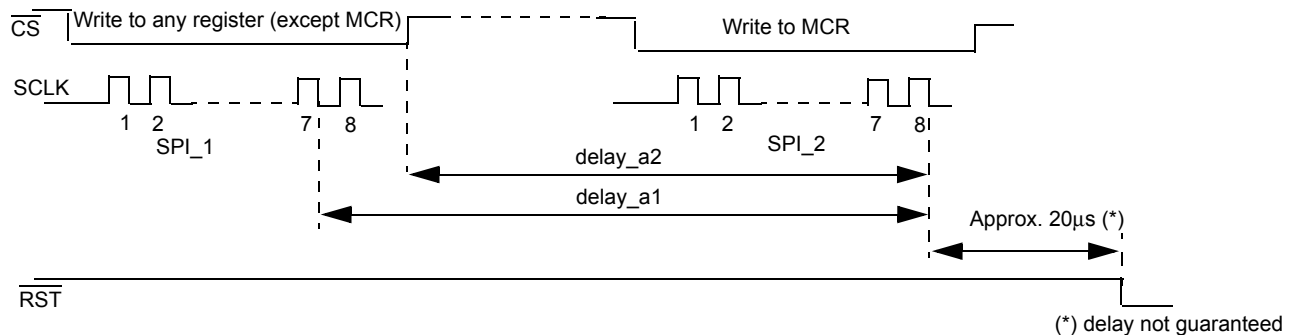 CS
Write to any register (except MCR)
Write to MCR
SCLK
1 2 7 8
1 2 7 8
SPI_1
SPI_2
delay_a2
delay_a1
Approx. 20μs (*)
RST
(*) delay not guaranteed